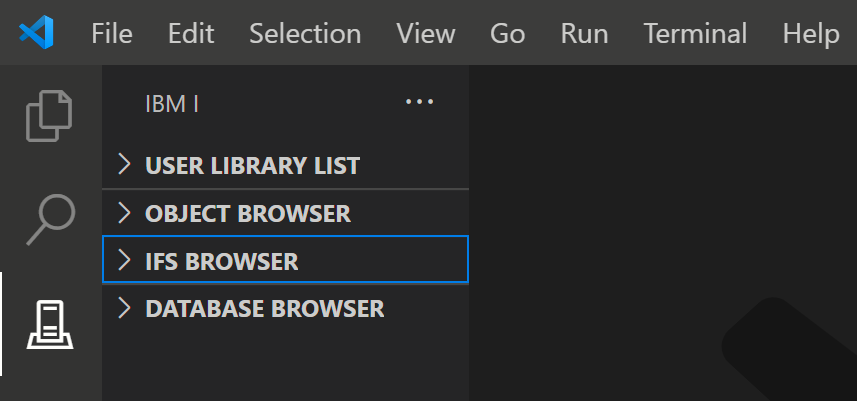 File Edit Selection View Go Run Terminal Help
IBM I
USER LIBRARY LIST
OBJECT BROWSER
IFS BROWSER
DATABASE BROWSER